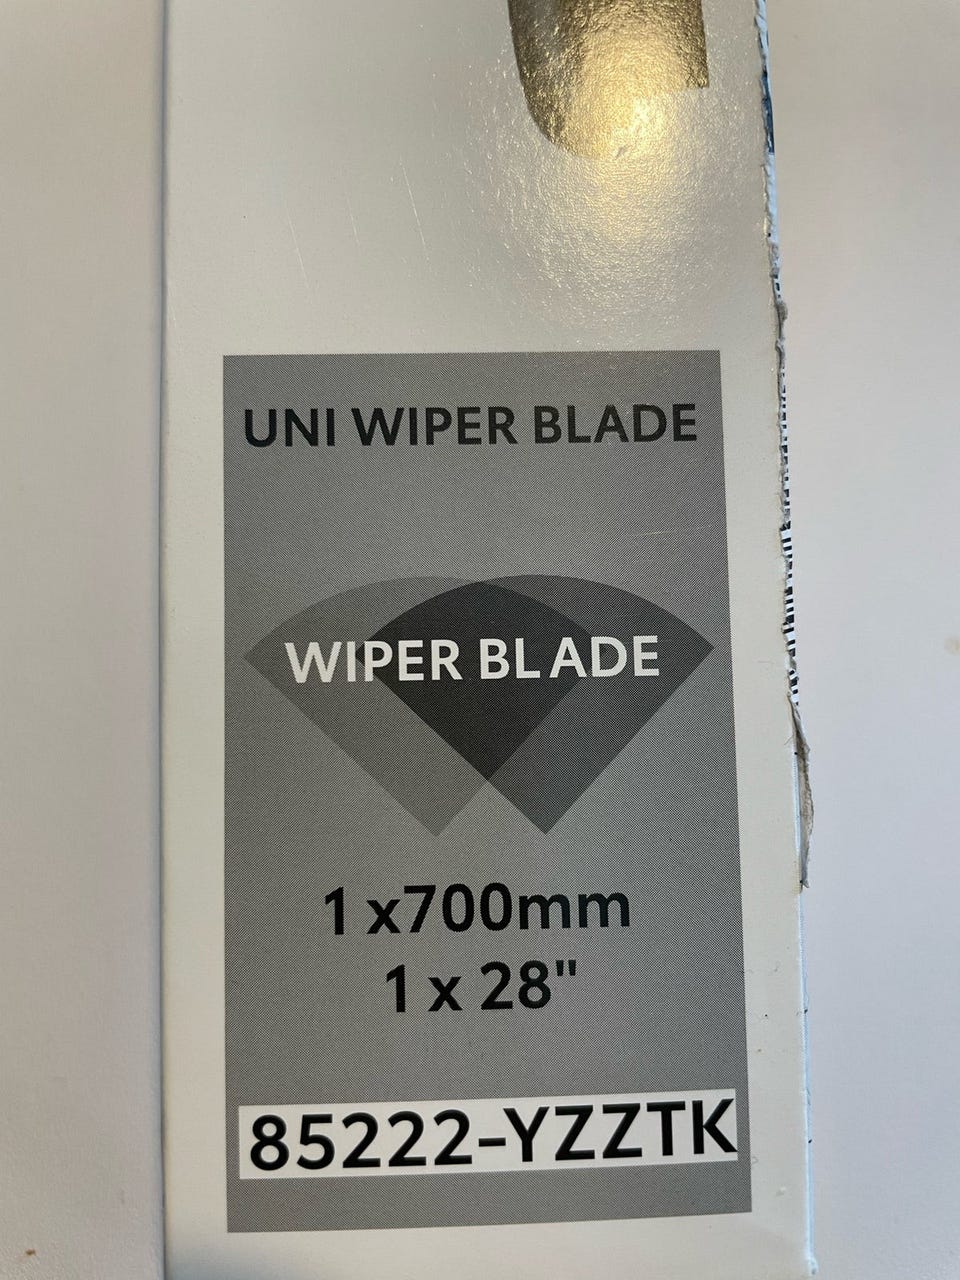 UNI WIPER BLADE
WIPER BLADE
1 x700mm
1 x 28"
85222-YZZTK